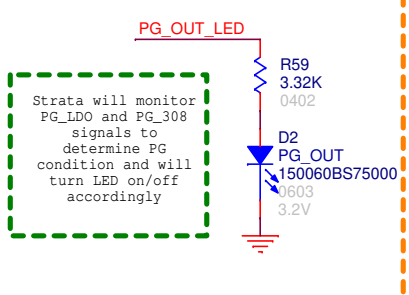 PG_OUT_LED
R59
3.32K
0402
Strata will monitor
PG_LDO and PG_308
signals to
determine PG
condition and will
turn LED on/off
accordingly
D2
PG_OUT
150060BS75000
0603
3.2V